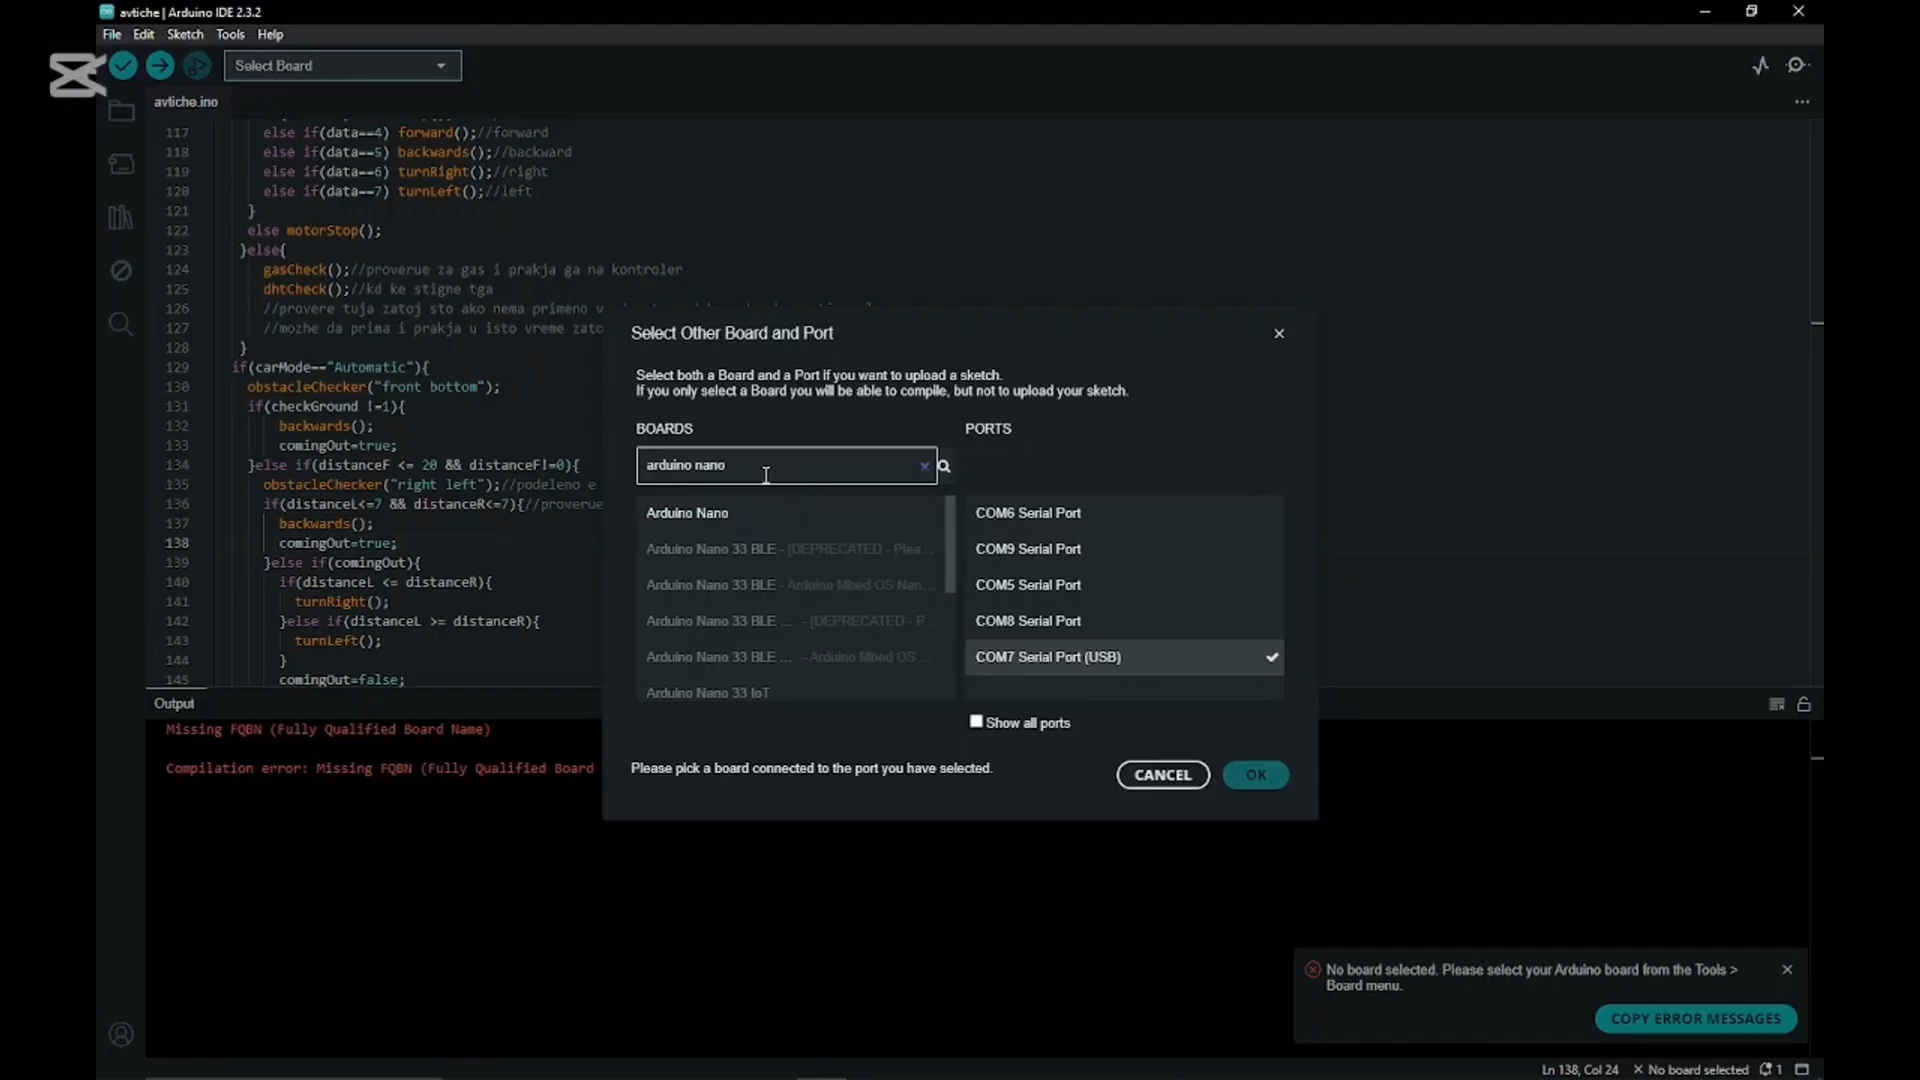 avtiche | Arduino IDE 2.3.2
File Edit Sketch Tools Help
Select Board
avtiche.ino
117 else if(data==4) forward();//forward
118 else if(data==5) backwards();//backward
119 else if(data==6) turnRight();//right
120 else if(data==7) turnLeft();//left
121 }
122 else motorStop();
123 }else{
124 gasCheck();//proverue za gas i prakja ga na kontroler
125 dhtCheck();//kd ke stigne tga
126 //provere tuja zatoj sto ako nema primeno v
127 //mozhe da prima i prakja u isto vreme zato
128 }
129 if(carMode=="Automatic"){
130 obstacleChecker("front bottom");
131 if(checkGround !=1){
132 backwards();
133 comingOut=true;
134 }else if(distanceF <= 20 && distanceF!=0){
135 obstacleChecker("right left");//podeleno e
136 if(distanceL<=7 && distanceR<=7){//proverue
137 backwards();
138 comingOut=true;
139 }else if(comingOut){
140 if(distanceL <= distanceR){
141 turnRight();
142 }else if(distanceL >= distanceR){
143 turnLeft();
144 }
145 comingOut=false;
Select Other Board and Port
Select both a Board and a Port if you want to upload a sketch.
If you only select a Board you will be able to compile, but not to upload your sketch.
BOARDS
PORTS
arduino nano
Arduino Nano
Arduino Nano 33 BLE - [DEPRECATED - Plea...
Arduino Nano 33 BLE - Arduino Mbed OS Nan...
Arduino Nano 33 BLE ... - [DEPRECATED - P...
Arduino Nano 33 BLE ... - Arduino Mbed OS ...
Arduino Nano 33 IoT
COM6 Serial Port
COM9 Serial Port
COM5 Serial Port
COM8 Serial Port
COM7 Serial Port (USB)
Show all ports
Please pick a board connected to the port you have selected.
CANCEL
OK
Output
Missing FQBN (Fully Qualified Board Name)
Compilation error: Missing FQBN (Fully Qualified Board
No board selected. Please select your Arduino board from the Tools >
Board menu.
COPY ERROR MESSAGES
Ln 138, Col 24 × No board selected 1